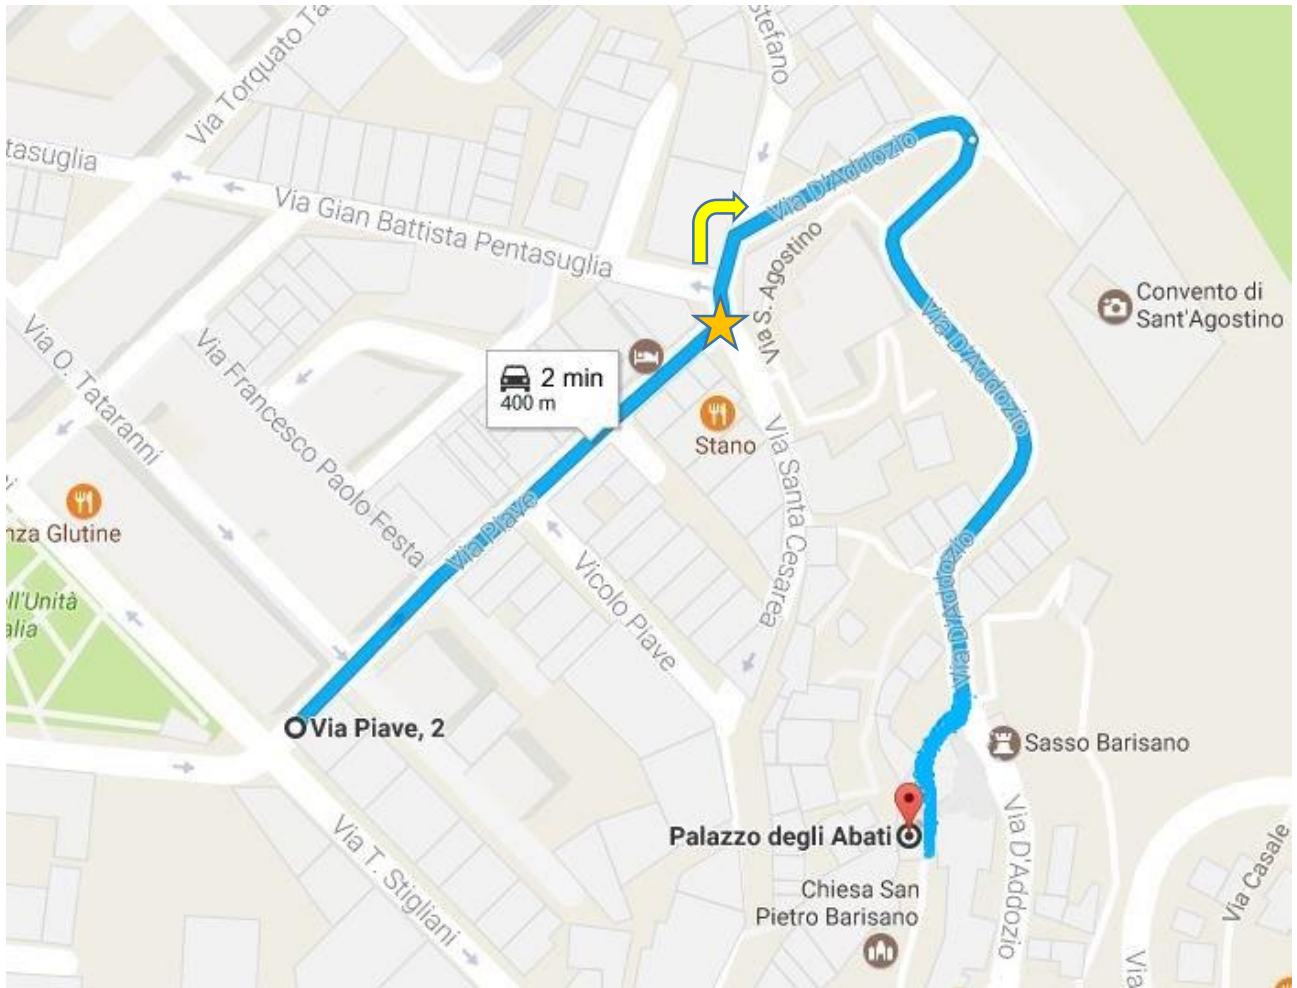 Via Torquato Ta
Stefano
tasuglia
Via Gian Battista Pentasuglia
Via D'Addozio
Via S. Agostino
Convento di
Sant'Agostino
Via O. Tataranni
Via Francesco Paolo Festa
2 min
400 m
Via D'Addozio
Stano
Via Santa Cesarea
nza Glutine
Via Piave
Vicolo Piave
Via D'Addozio
ll'Unità
alia
Via Piave, 2
Sasso Barisano
Palazzo degli Abati
Via T. Stigliani
Chiesa San
Pietro Barisano
Via D'Addozio
Via Casale
Via